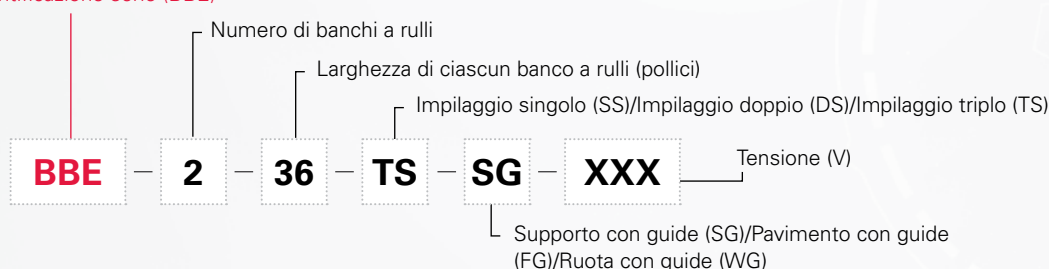 Numero di banchi a rulli
Larghezza di ciascun banco a rulli (pollici)
Impilaggio singolo (SS)/Impilaggio doppio (DS)/Impilaggio triplo (TS)
BBE – 2 – 36 – TS – SG – XXX
Tensione (V)
Supporto con guide (SG)/Pavimento con guide
(FG)/Ruota con guide (WG)